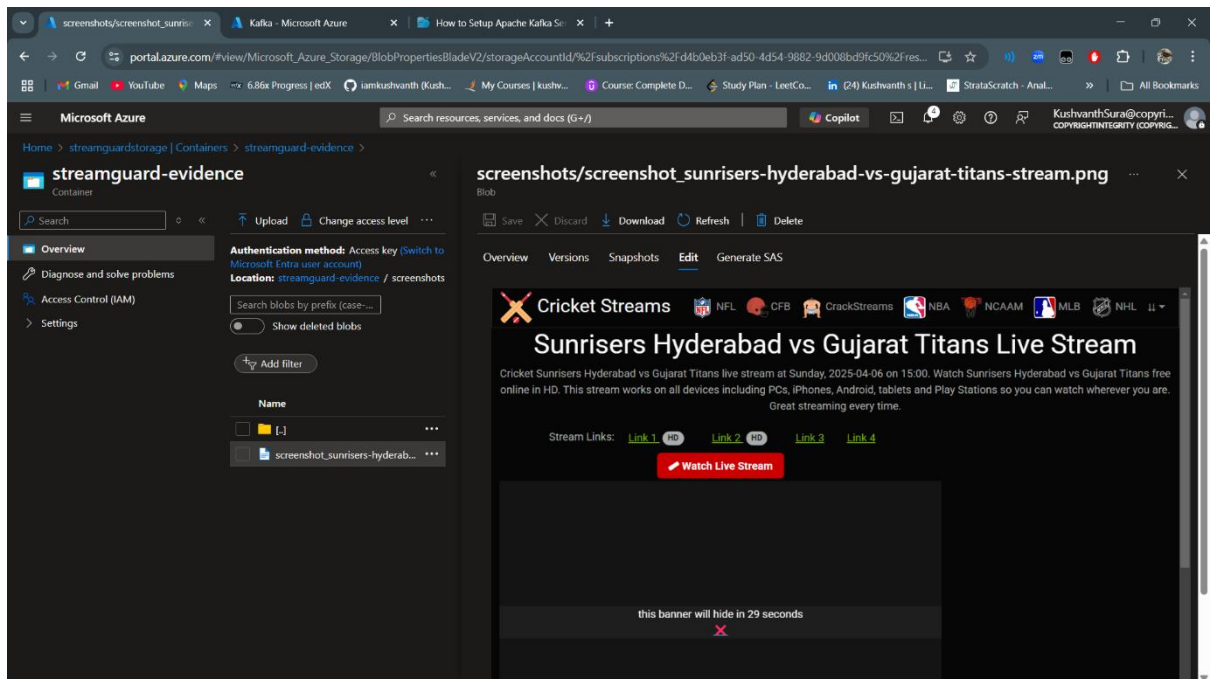 screenshots/screenshot_sunrise
Kafka - Microsoft Azure
How to Setup Apache Kafka Se
portal.azure.com/#view/Microsoft_Azure_Storage/BlobPropertiesBladeV2/storageAccountId/%2Fsubscriptions%2Fd4b0eb3f-ad50-4d54-9882-9d008bd9fc50%2Fres...
Gmail YouTube Maps 6.86x Progress | edX iamkushvanth (Kush... My Courses | kushv... Course: Complete D... Study Plan - LeetCo... (24) Kushvanth s | Li... StrataScratch - Anal... » All Bookmarks
Microsoft Azure
Search resources, services, and docs (G+/)
Copilot
4
KushvanthSura@copyri...
COPYRIGHTINTEGRITY (COPYRIG...
Home > streamguardstorage | Containers > streamguard-evidence >
streamguard-evidence
Container
Search
Overview
Diagnose and solve problems
Access Control (IAM)
Settings
Upload Change access level ...
Authentication method: Access key (Switch to
Microsoft Entra user account)
Location: streamguard-evidence / screenshots
Search blobs by prefix (case-...
Show deleted blobs
Add filter
Name
[..]
screenshot_sunrisers-hyderab...
screenshots/screenshot_sunrisers-hyderabad-vs-gujarat-titans-stream.png ...
Blob
Save Discard Download Refresh Delete
Overview Versions Snapshots Edit Generate SAS
Cricket Streams NFL CFB CrackStreams NBA NCAAM MLB NHL
Sunrisers Hyderabad vs Gujarat Titans Live Stream
Cricket Sunrisers Hyderabad vs Gujarat Titans live stream at Sunday, 2025-04-06 on 15:00. Watch Sunrisers Hyderabad vs Gujarat Titans free
online in HD. This stream works on all devices including PCs, iPhones, Android, tablets and Play Stations so you can watch wherever you are.
Great streaming every time.
Stream Links: Link 1 HD Link 2 HD Link 3 Link 4
Watch Live Stream
this banner will hide in 29 seconds